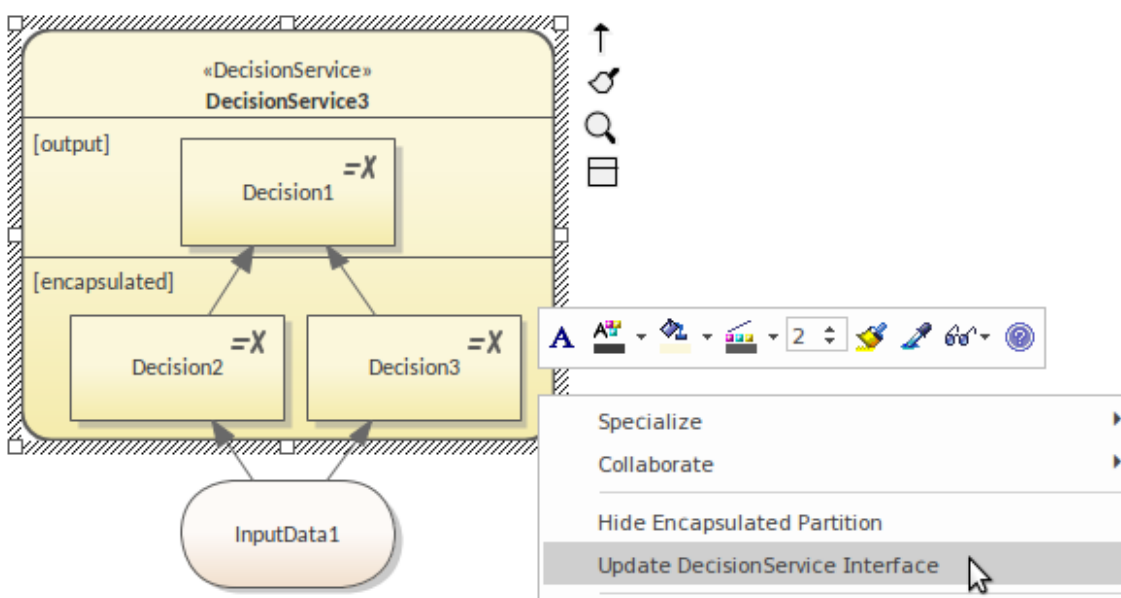 «DecisionService»
DecisionService3
[output]
=X
Decision1
[encapsulated]
=X
Decision2
=X
Decision3
InputData1
A
A
2
Specialize
Collaborate
Hide Encapsulated Partition
Update DecisionService Interface